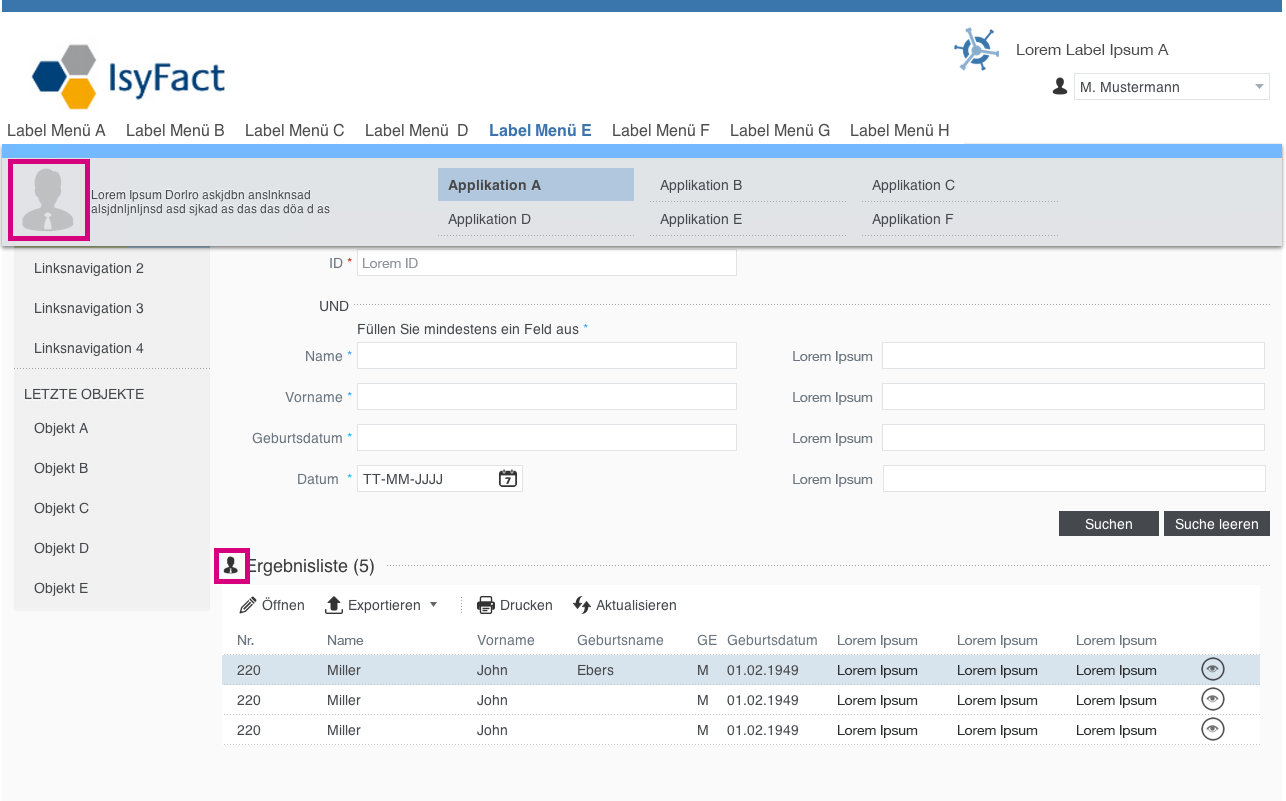 IsyFact
Lorem Label Ipsum A
M. Mustermann
Label Menü A Label Menü B Label Menü C Label Menü D Label Menü E Label Menü F Label Menü G Label Menü H
Lorem Ipsum Dorlro askjdbn anslnknsad
alsjdnljnljnsd asd sjkad as das das döa d as
Applikation A Applikation B Applikation C
Applikation D Applikation E Applikation F
Linksnavigation 2
Linksnavigation 3
Linksnavigation 4
LETZTE OBJEKTE
Objekt A
Objekt B
Objekt C
Objekt D
Objekt E
ID * Lorem ID
UND
Füllen Sie mindestens ein Feld aus *
Name * Lorem Ipsum
Vorname * Lorem Ipsum
Geburtsdatum * Lorem Ipsum
Datum * TT-MM-JJJJ 7 Lorem Ipsum
Suchen Suche leeren
Ergebnisliste (5)
Öffnen Exportieren Drucken Aktualisieren
Nr. Name Vorname Geburtsname GE Geburtsdatum Lorem Ipsum Lorem Ipsum Lorem Ipsum
220 Miller John Ebers M 01.02.1949 Lorem Ipsum Lorem Ipsum Lorem Ipsum
220 Miller John M 01.02.1949 Lorem Ipsum Lorem Ipsum Lorem Ipsum
220 Miller John M 01.02.1949 Lorem Ipsum Lorem Ipsum Lorem Ipsum